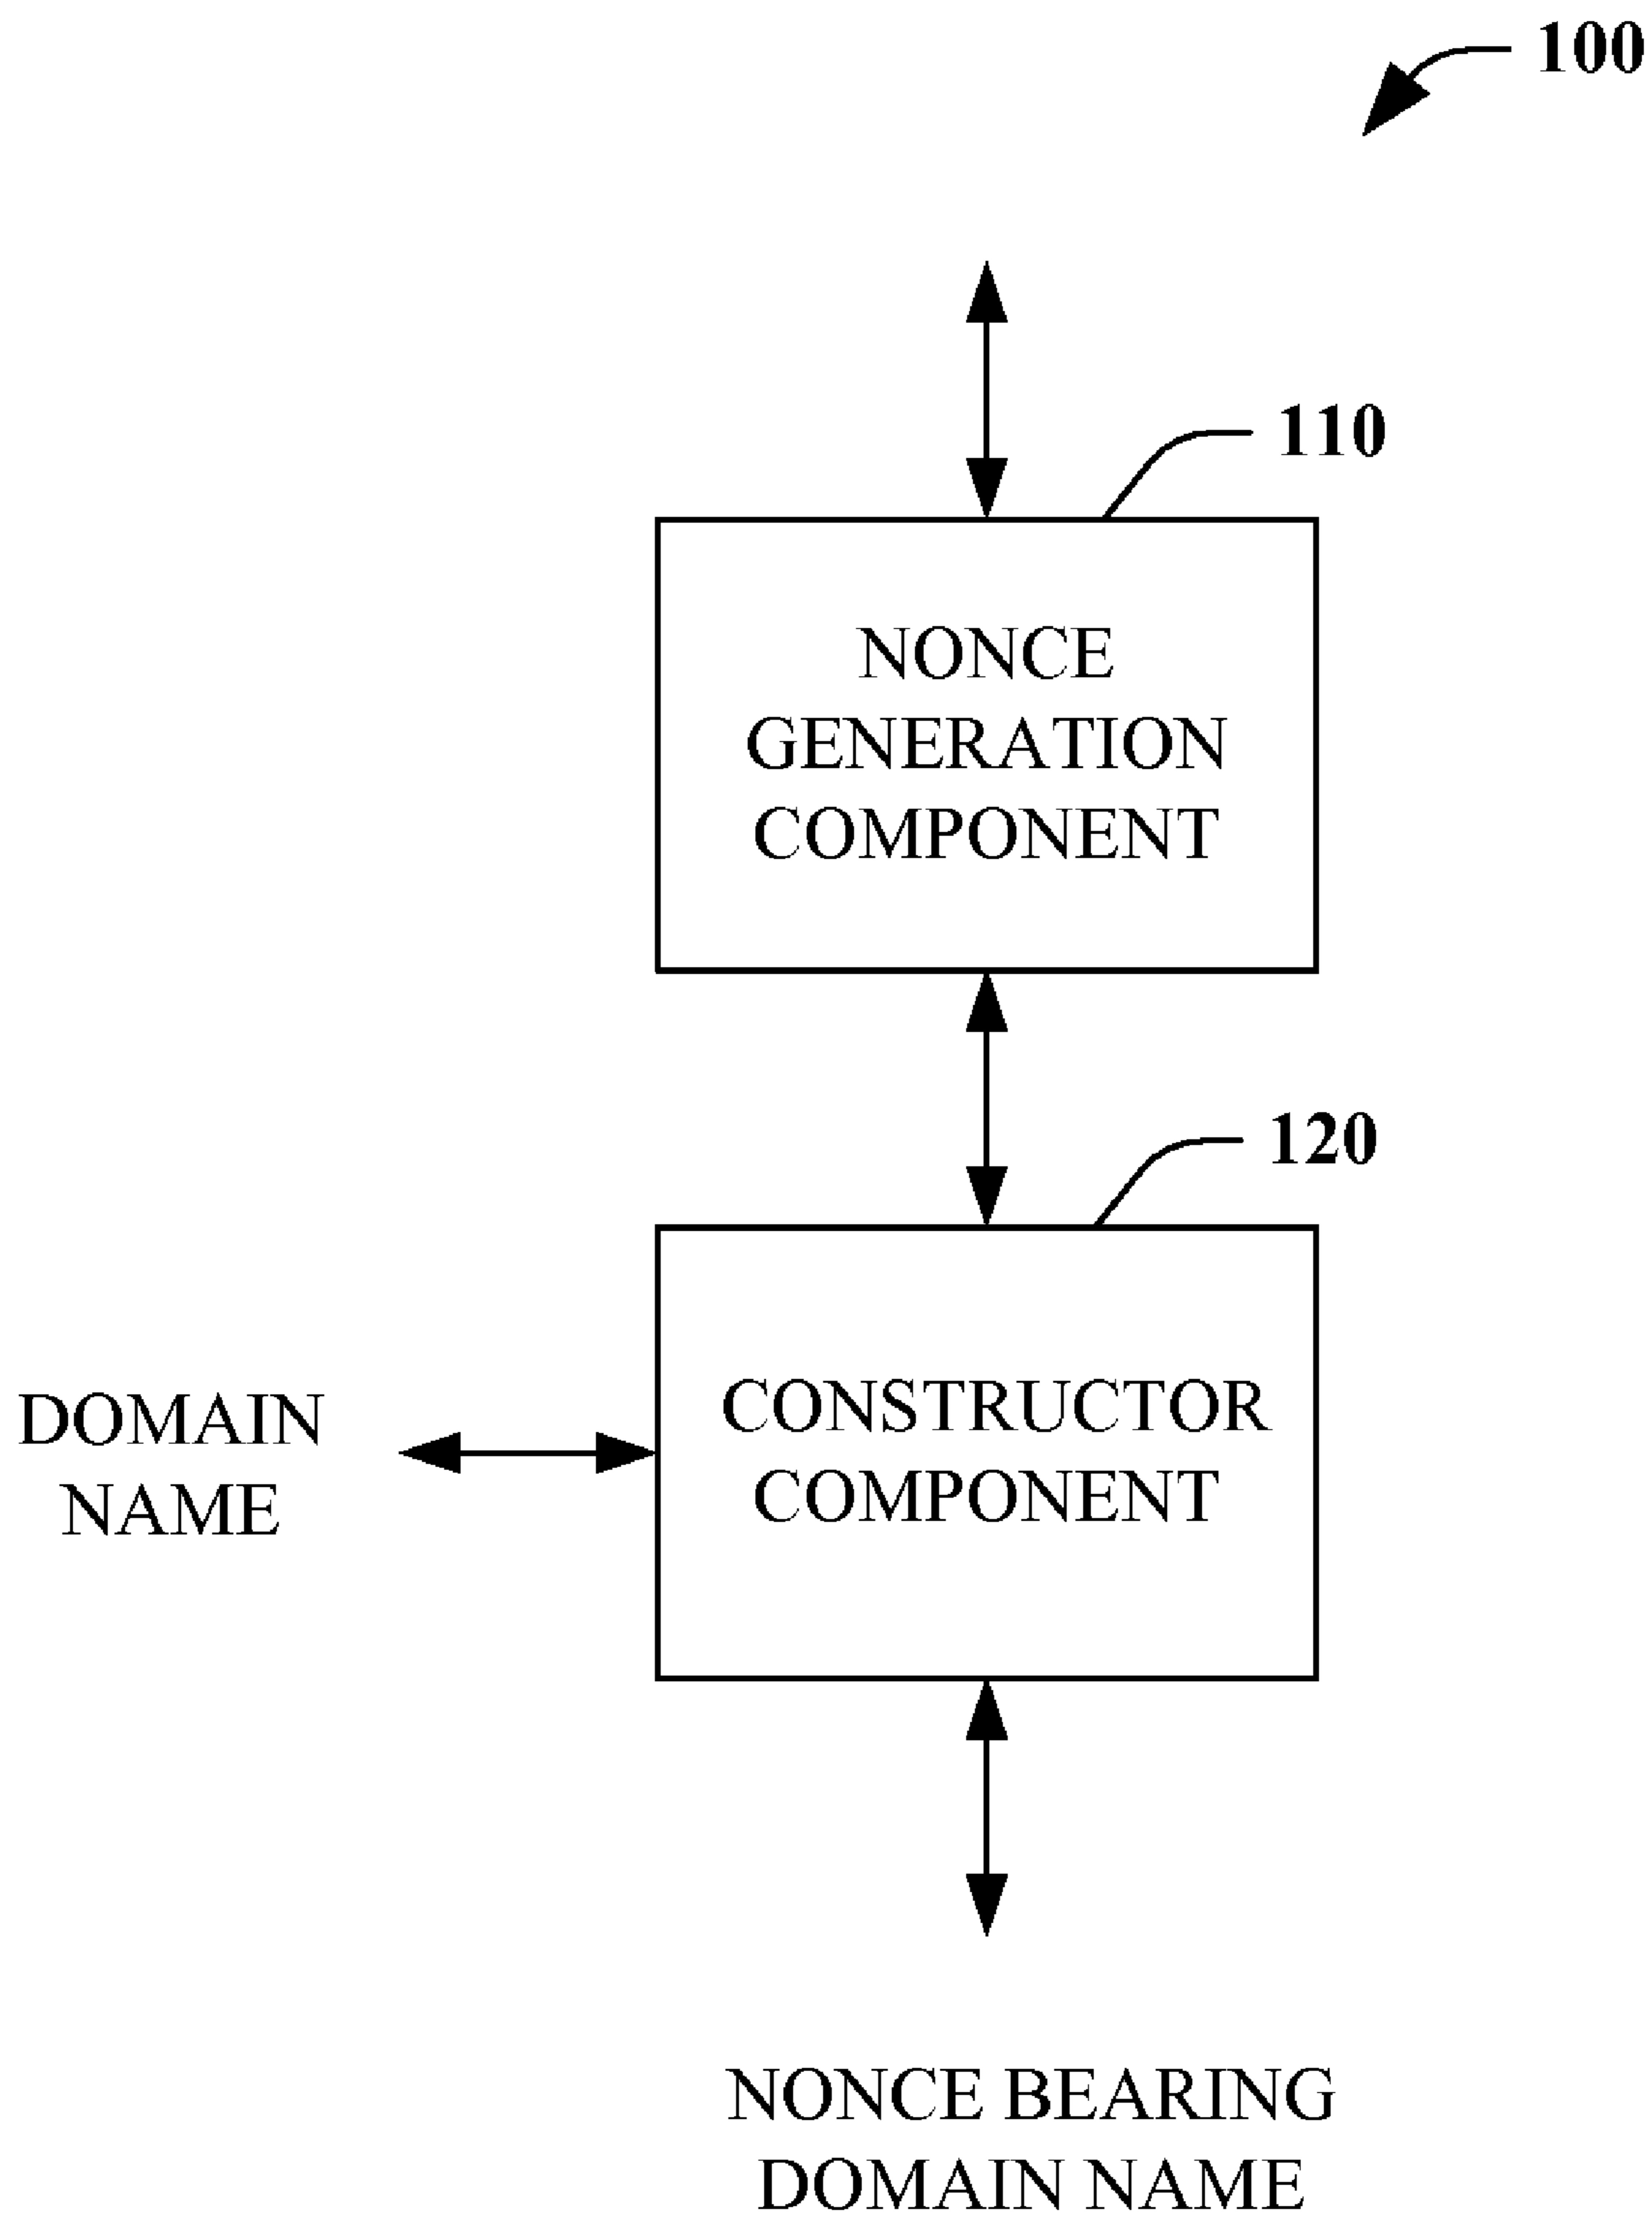 100
110
NONCE
GENERATION
COMPONENT
120
CONSTRUCTOR
COMPONENT
DOMAIN
NAME
NONCE BEARING
DOMAIN NAME